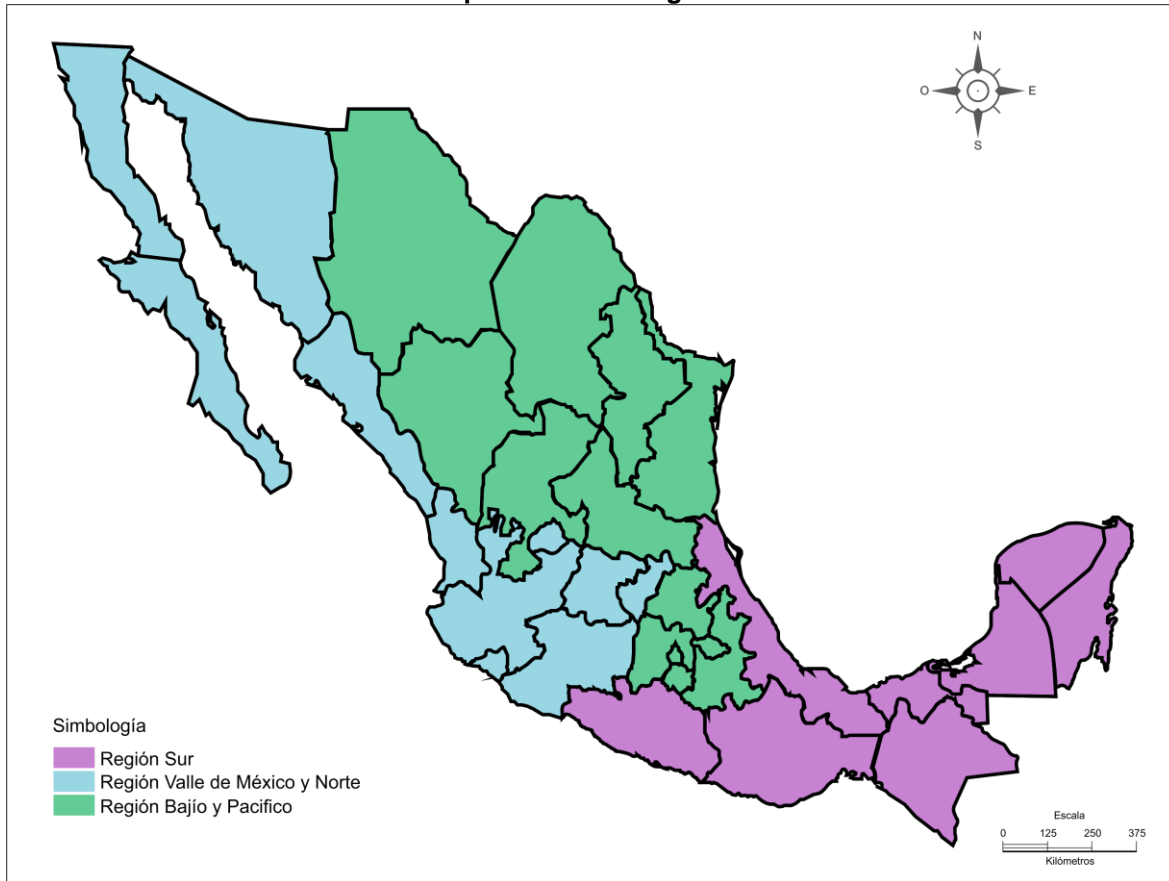 N
O
E
S
Simbología
Región Sur
Región Valle de México y Norte
Región Bajío y Pacifico
Escala
0 125 250 375
Kilómetros